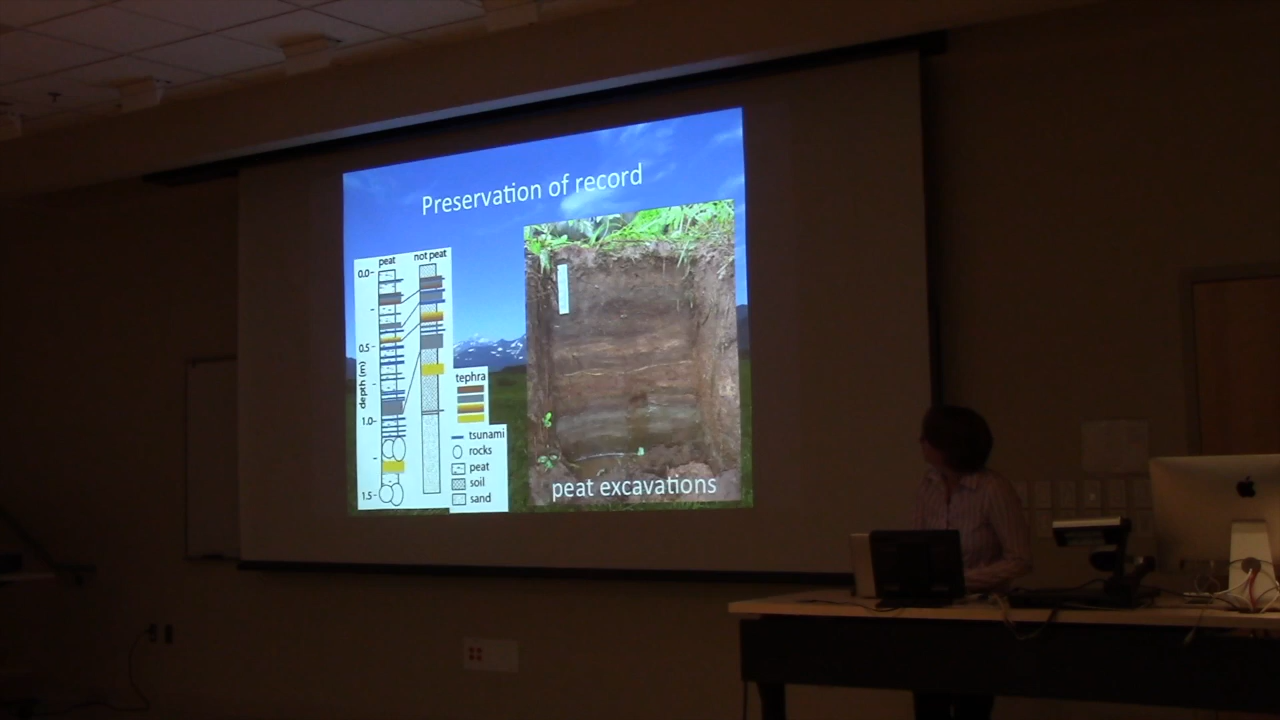 Preservation of record
peat
not peat
0.0
0.5
depth (m)
1.0
1.5
tephra
tsunami
rocks
peat
soil
sand
peat excavations